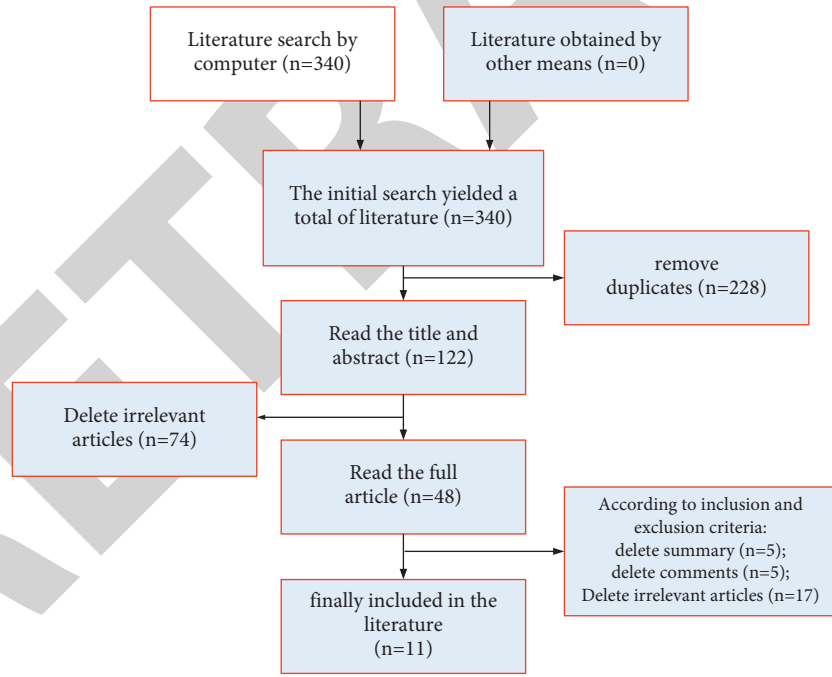 Literature search by
computer (n=340)
Literature obtained by
other means (n=0)
The initial search yielded a
total of literature (n=340)
remove
duplicates (n=228)
Read the title and
abstract (n=122)
Delete irrelevant
articles (n=74)
Read the full
article (n=48)
According to inclusion and
exclusion criteria:
delete summary (n=5);
delete comments (n=5);
Delete irrelevant articles (n=17)
finally included in the
literature
(n=11)